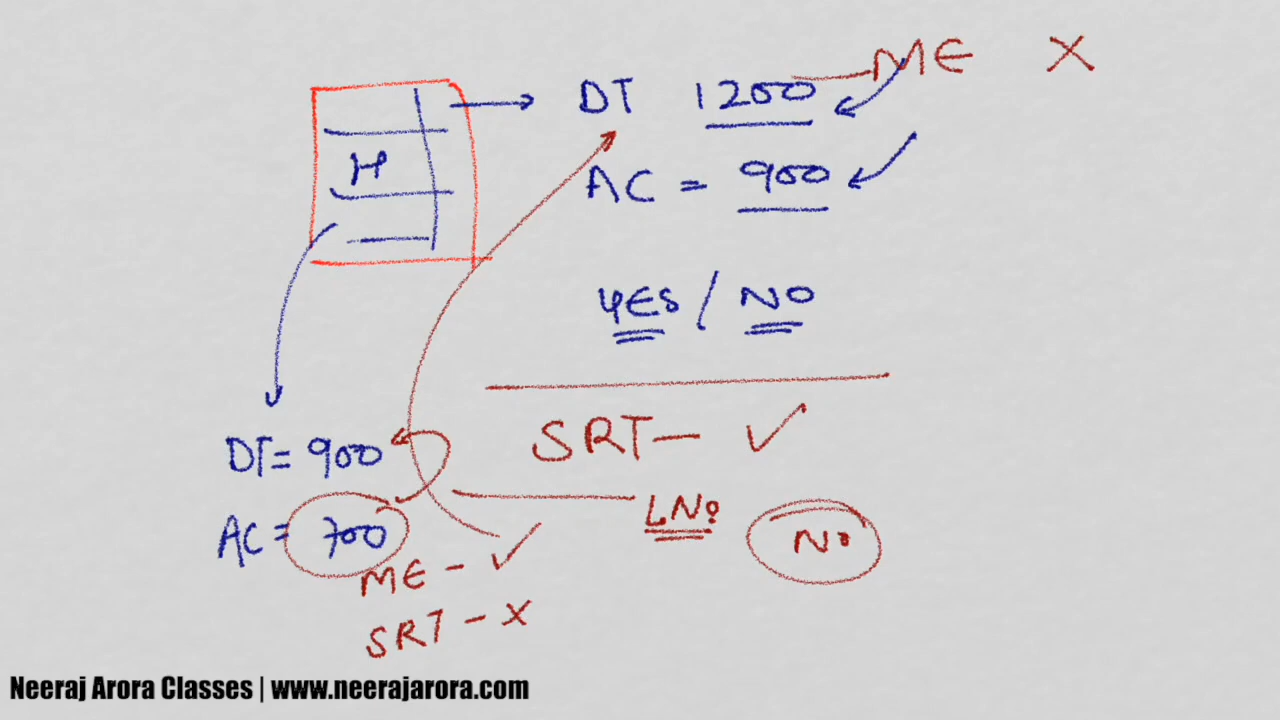 DT 1200 ME X
H
AC = 900
YES / NO
SRT- ✓
DT= 900
LNo
NO
AC= 700
ME - ✓
SRT - X
Neeraj Arora Classes | www.neerajarora.com